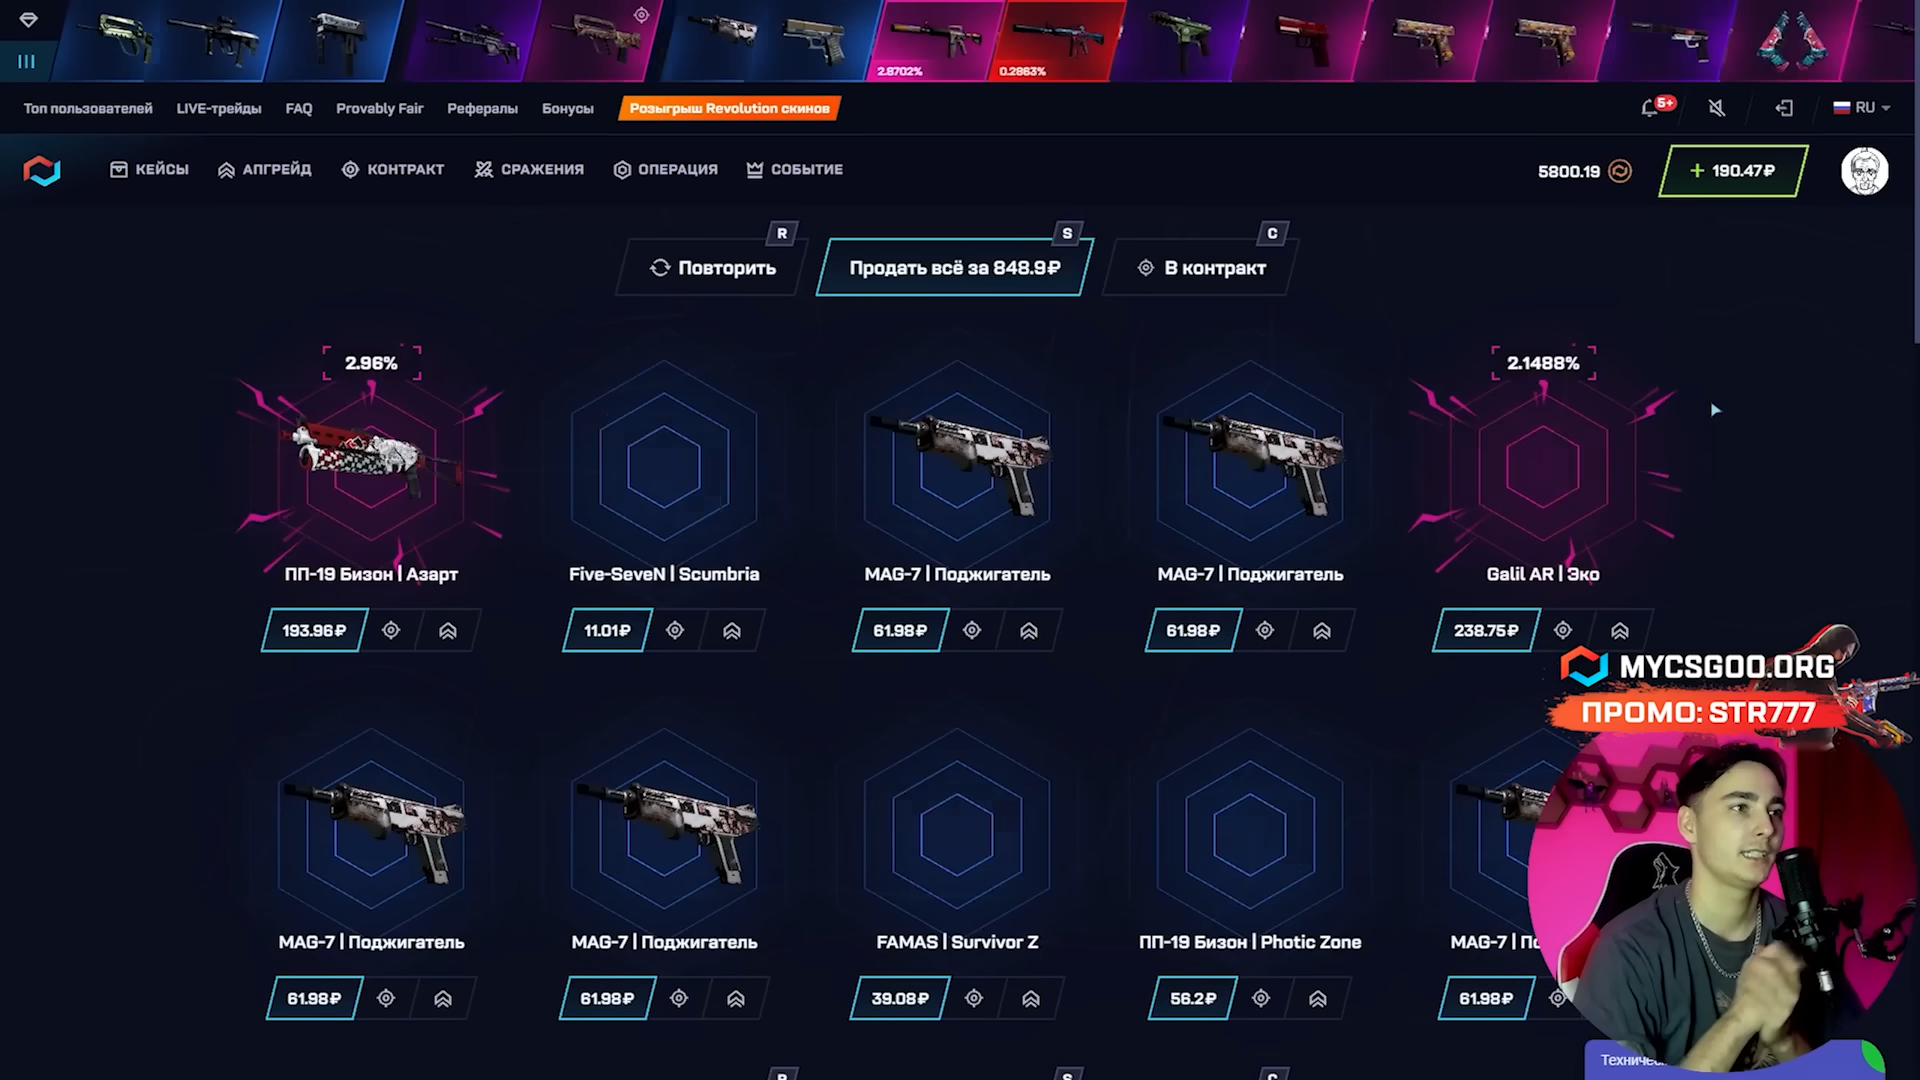 2.8702%
0.2863%
Топ пользователей
LIVE-трейды
FAQ
Provably Fair
Рефералы
Бонусы
Розыгрыш Revolution скинов
5+
RU
КЕЙСЫ
АПГРЕЙД
КОНТРАКТ
СРАЖЕНИЯ
ОПЕРАЦИЯ
СОБЫТИЕ
5800.19
+ 190.47₽
R
S
C
Повторить
Продать всё за 848.9₽
В контракт
2.96%
2.1488%
ПП-19 Бизон | Азарт
Five-SeveN | Scumbria
MAG-7 | Поджигатель
MAG-7 | Поджигатель
Galil AR | Эко
193.96₽
11.01₽
61.98₽
61.98₽
238.75₽
MYCSGOO.ORG
ПРОМО: STR777
MAG-7 | Поджигатель
MAG-7 | Поджигатель
FAMAS | Survivor Z
ПП-19 Бизон | Photic Zone
MAG-7 | По
61.98₽
61.98₽
39.08₽
56.2₽
61.98₽
R
S
C